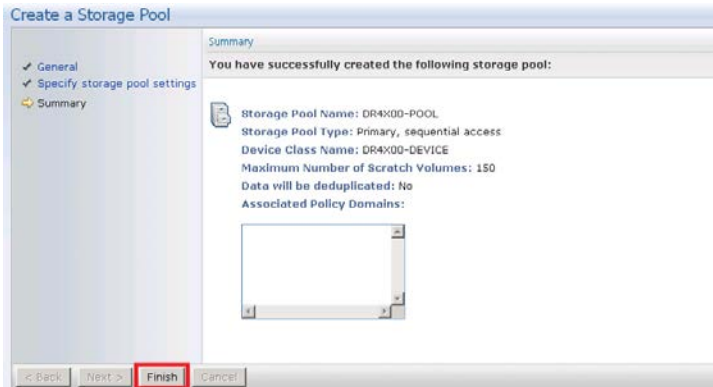 Create a Storage Pool
General
Specify storage pool settings
Summary
Summary
You have successfully created the following storage pool:
Storage Pool Name: DR4X00-POOL
Storage Pool Type: Primary, sequential access
Device Class Name: DR4X00-DEVICE
Maximum Number of Scratch Volumes: 150
Data will be deduplicated: No
Associated Policy Domains:
< Back Next > Finish Cancel